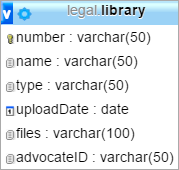 v legal.library
number : varchar(50)
name : varchar(50)
type : varchar(50)
uploadDate : date
files : varchar(100)
advocateID : varchar(50)